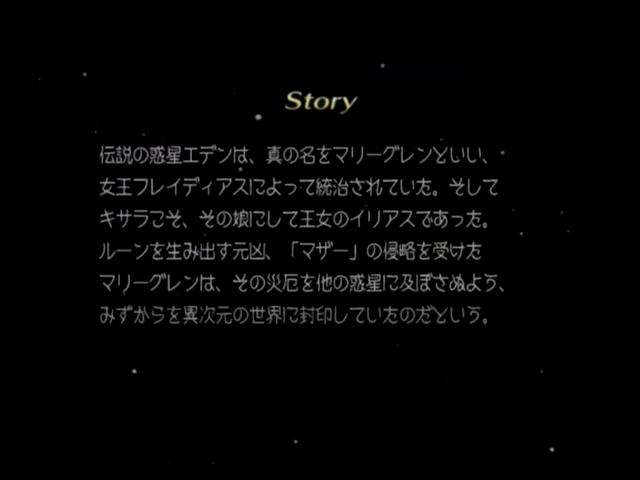 Story
伝説の惑星エデンは、真の名をマリーグレンといい、
女王フレイディアスによって統治されていた。そして
キサラこそ、その娘にして王女のイリアスであった。
ルーンを生み出す元凶、「マザー」の侵略を受けた
マリーグレンは、その災厄を他の惑星に及ぼさぬよう、
みずからを異次元の世界に封印していたのだという。